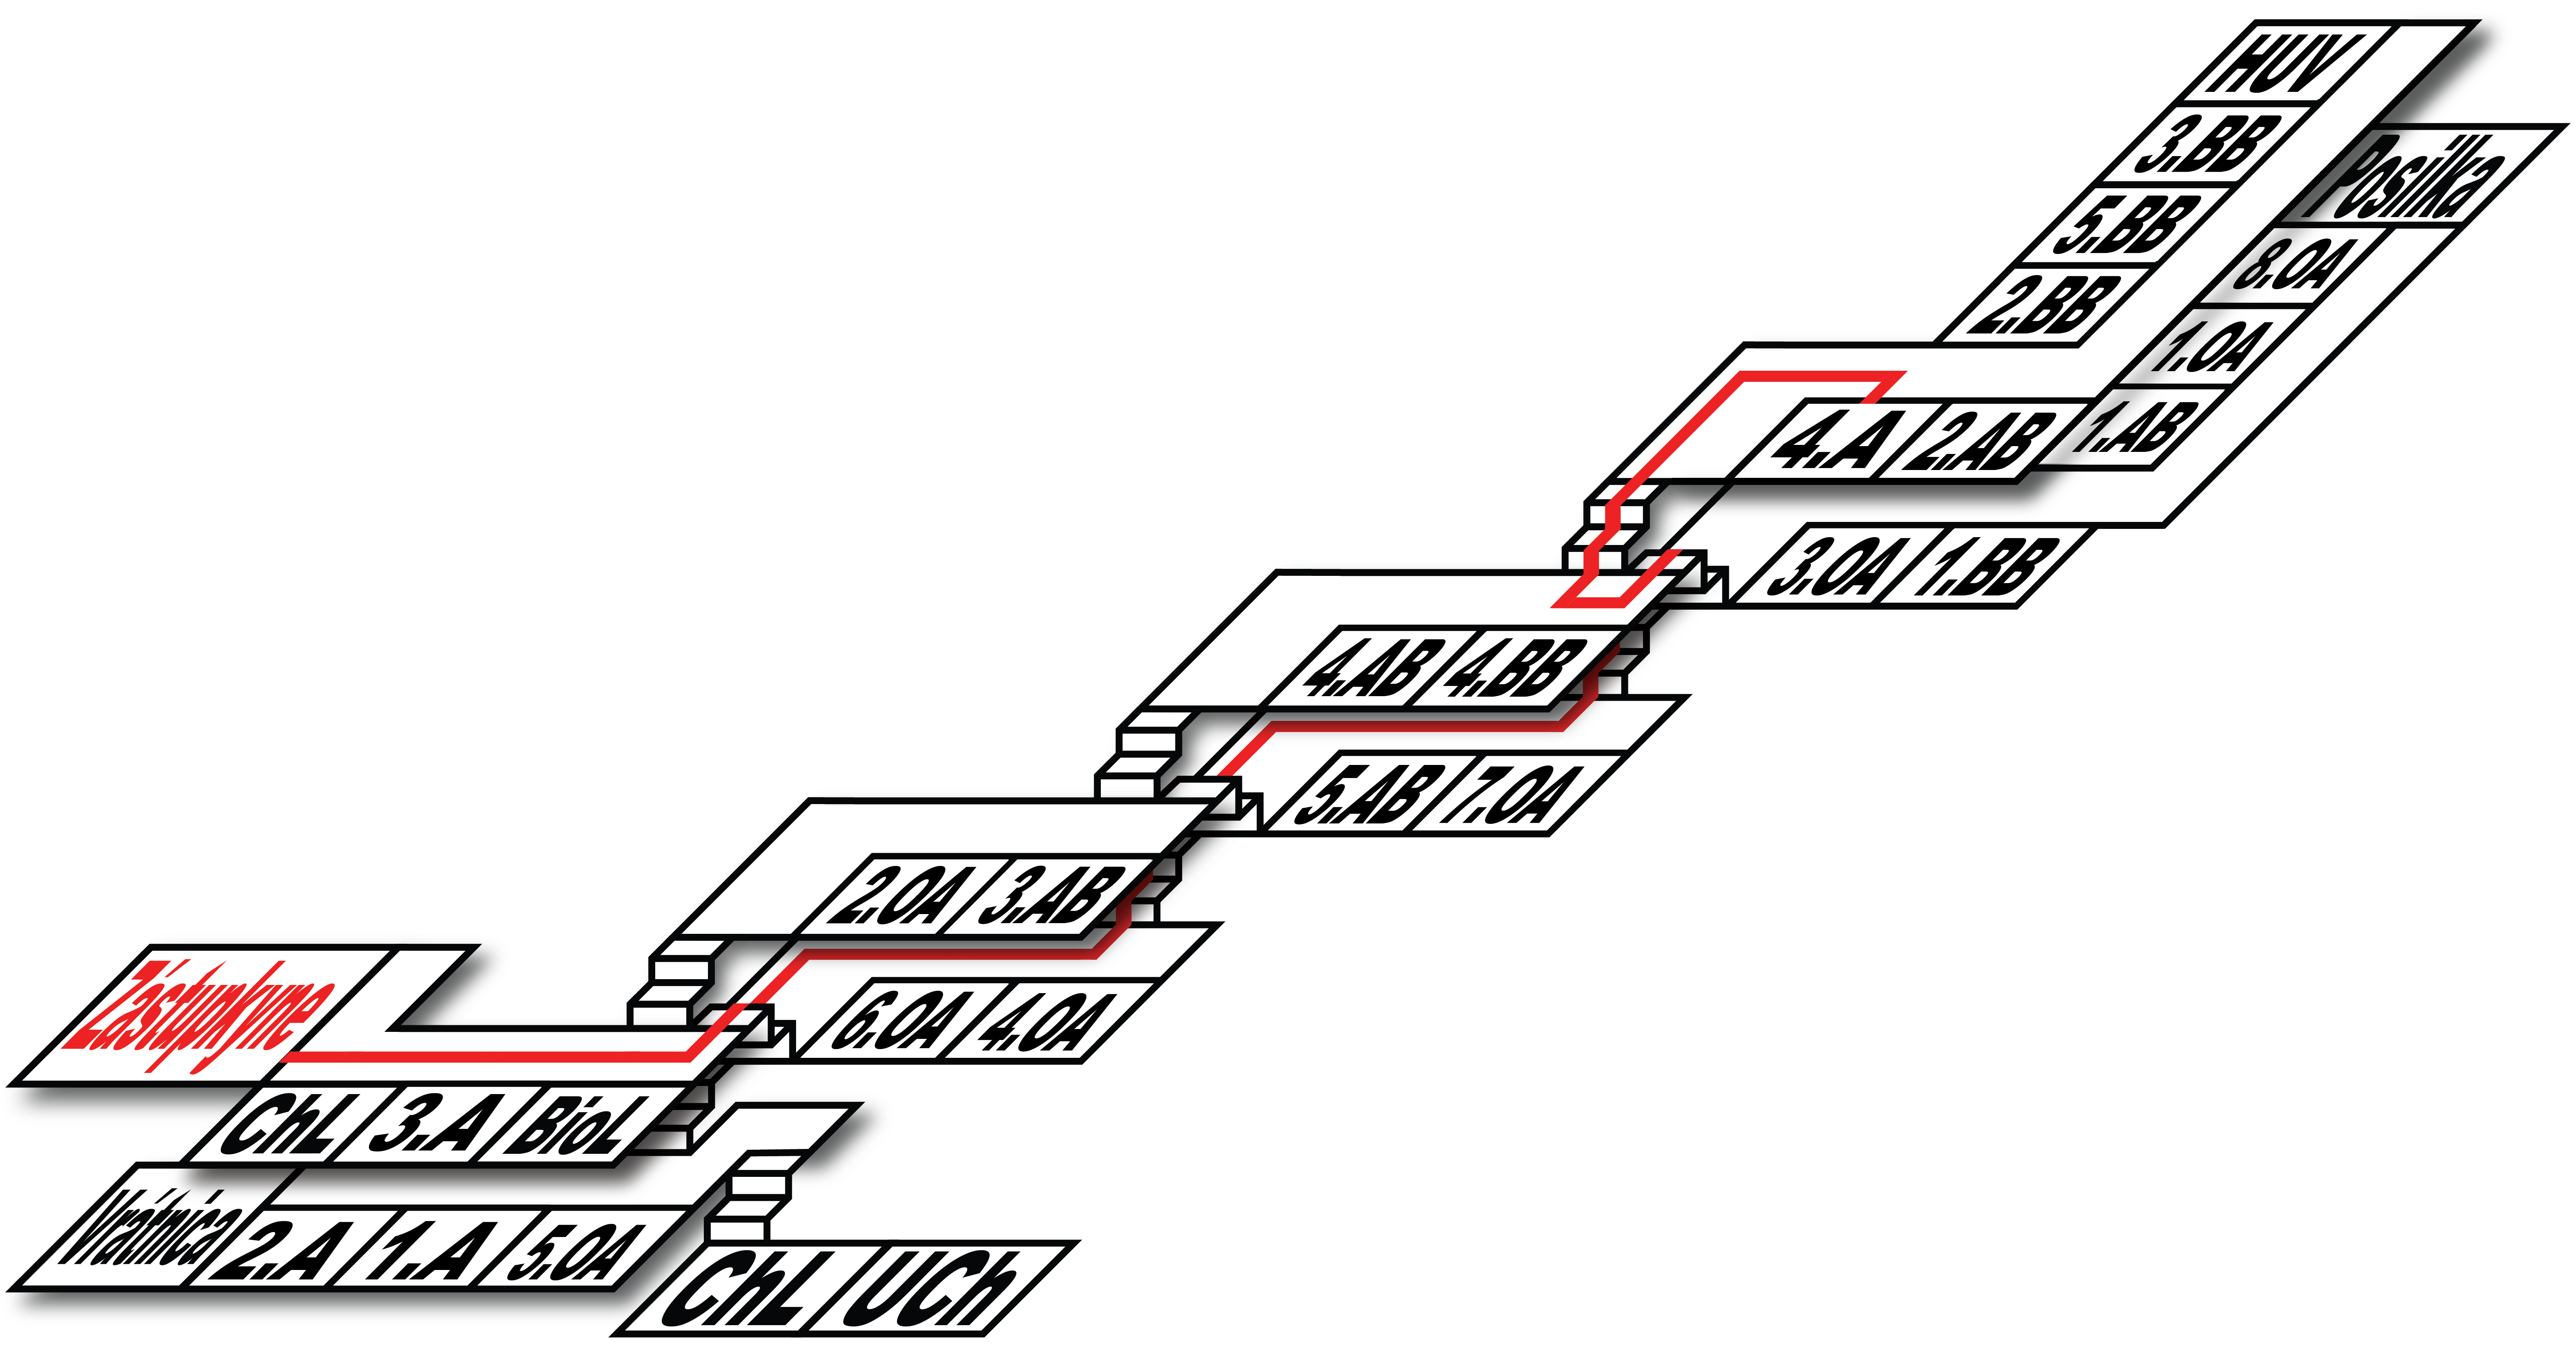 HUV
3.BB
Posilka
5.BB
8.OA
2.BB
1.OA
4.A 2.AB 1.AB
3.OA 1.BB
4.AB 4.BB
5.AB 7.OA
2.OA 3.AB
Zástupkyne
6.OA 4.OA
ChL 3.A BioL
Vrátnica 2.A 1.A 5.OA
ChL UCh